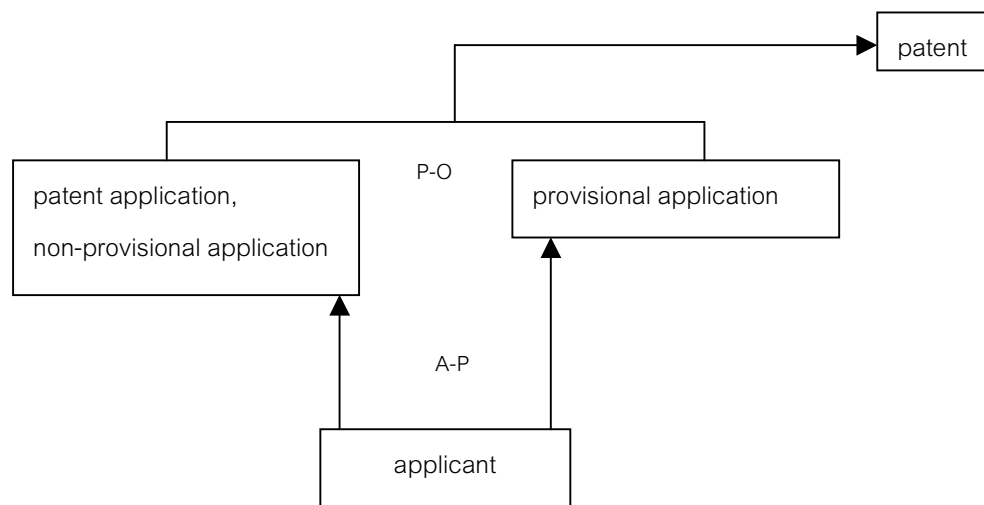 patent
P-O
patent application,
non-provisional application
provisional application
A-P
applicant